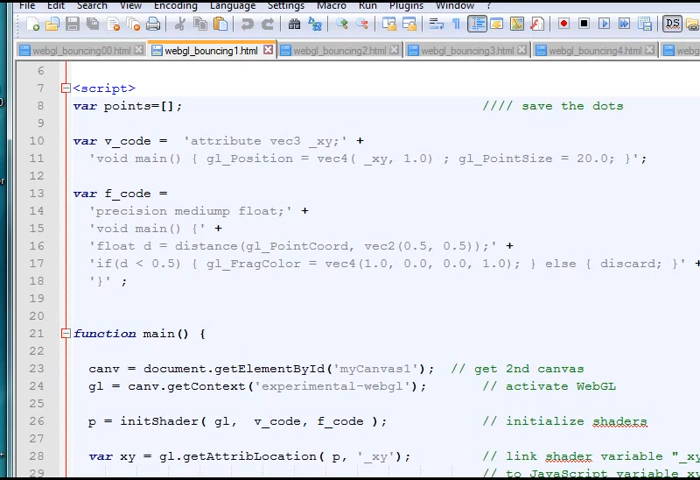 File Edit Search View Encoding Language Settings Macro Run Plugins Window ?
webgl_bouncing00.html webgl_bouncing1.html webgl_bouncing2.html webgl_bouncing3.html webgl_bouncing4.html webg
6
7 <script>
8 var points=[]; //// save the dots
9
10 var v_code = 'attribute vec3 _xy;' +
11 'void main() { gl_Position = vec4( _xy, 1.0) ; gl_PointSize = 20.0; }';
12
13 var f_code =
14 'precision mediump float;' +
15 'void main() {' +
16 'float d = distance(gl_PointCoord, vec2(0.5, 0.5));' +
17 'if(d < 0.5) { gl_FragColor = vec4(1.0, 0.0, 0.0, 1.0); } else { discard; }' +
18 '}' ;
19
20
21 function main() {
22
23 canv = document.getElementById('myCanvas1'); // get 2nd canvas
24 gl = canv.getContext('experimental-webgl'); // activate WebGL
25
26 p = initShader( gl, v_code, f_code ); // initialize shaders
27
28 var xy = gl.getAttribLocation( p, '_xy'); // link shader variable "_xy
29 // to JavaScript variable xy